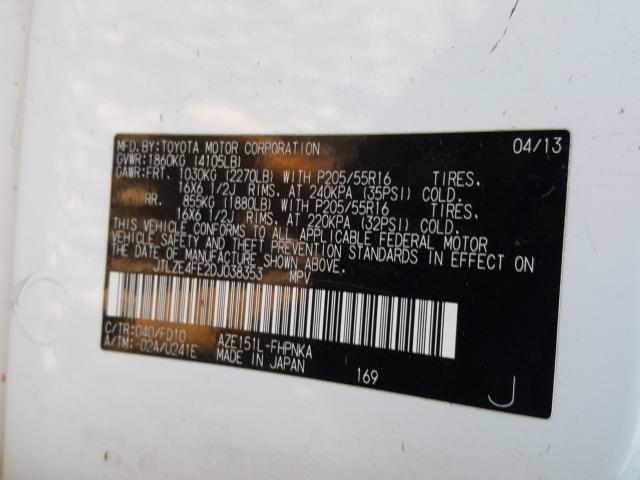 MFD. BY: TOYOTA MOTOR CORPORATION 04/13
GVWR: 1860KG (4105LB)
GAWR: FRT. 1030KG (2270LB) WITH P205/55R16 TIRES.
16X6 1/2J RIMS. AT 240KPA (35PSI) COLD.
RR. 855KG (1880LB) WITH P205/55R16 TIRES.
16X6 1/2J RIMS. AT 220KPA (32PSI) COLD.
THIS VEHICLE CONFORMS TO ALL APPLICABLE FEDERAL MOTOR
VEHICLE SAFETY AND THEFT PREVENTION STANDARDS IN EFFECT ON
THE DATE OF MANUFACTURE SHOWN ABOVE.
JTLZE4FE2DJ038353 MPV
C/TR: 040/FD10 AZE151L-FHPNKA
A/TM: -02A/U241E MADE IN JAPAN
169
J